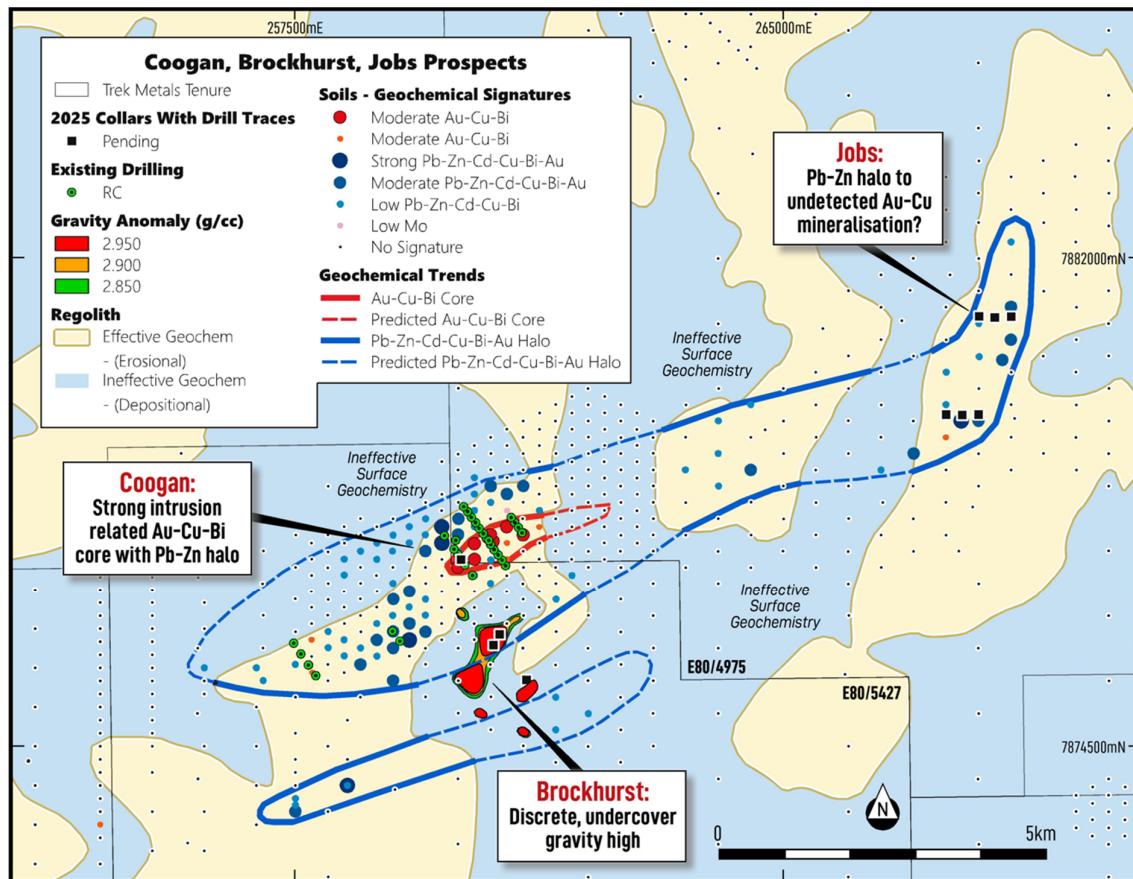 257500mE
265000mE
Coogan, Brockhurst, Jobs Prospects
Trek Metals Tenure
2025 Collars With Drill Traces
Pending
Existing Drilling
RC
Gravity Anomaly (g/cc)
2.950
2.900
2.850
Regolith
Effective Geochem
- (Erosional)
Ineffective Geochem
- (Depositional)
Soils - Geochemical Signatures
Moderate Au-Cu-Bi
Moderate Au-Cu-Bi
Strong Pb-Zn-Cd-Cu-Bi-Au
Moderate Pb-Zn-Cd-Cu-Bi-Au
Low Pb-Zn-Cd-Cu-Bi
Low Mo
No Signature
Geochemical Trends
Au-Cu-Bi Core
Predicted Au-Cu-Bi Core
Pb-Zn-Cd-Cu-Bi-Au Halo
Predicted Pb-Zn-Cd-Cu-Bi-Au Halo
Jobs:
Pb-Zn halo to
undetected Au-Cu
mineralisation?
7882000mN
Ineffective
Surface
Geochemistry
Ineffective
Surface
Geochemistry
Coogan:
Strong intrusion
related Au-Cu-Bi
core with Pb-Zn halo
Ineffective
Surface
Geochemistry
E80/4975
E80/5427
7874500mN
Brockhurst:
Discrete, undercover
gravity high
N
0
5km